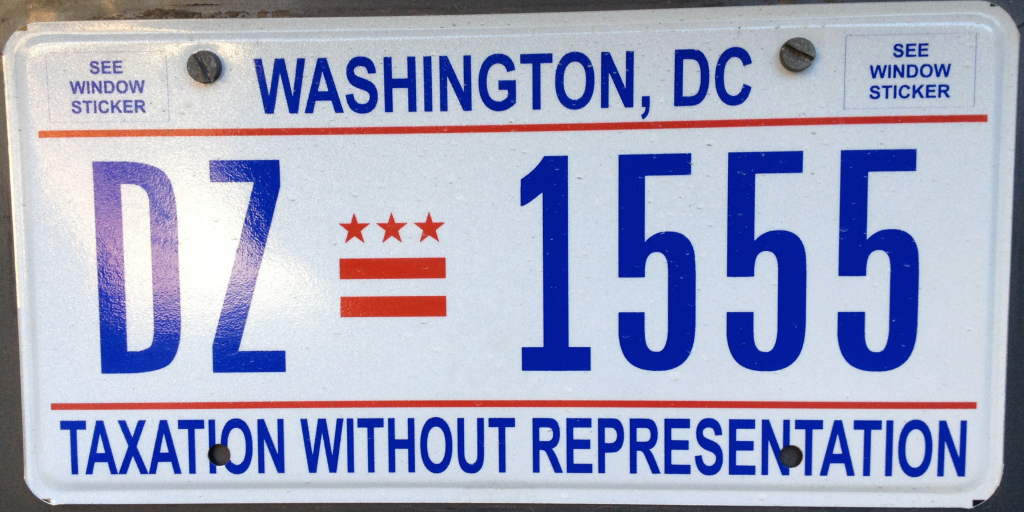 SEE
WINDOW
STICKER
WASHINGTON, DC
SEE
WINDOW
STICKER
DZ 1555
TAXATION WITHOUT REPRESENTATION